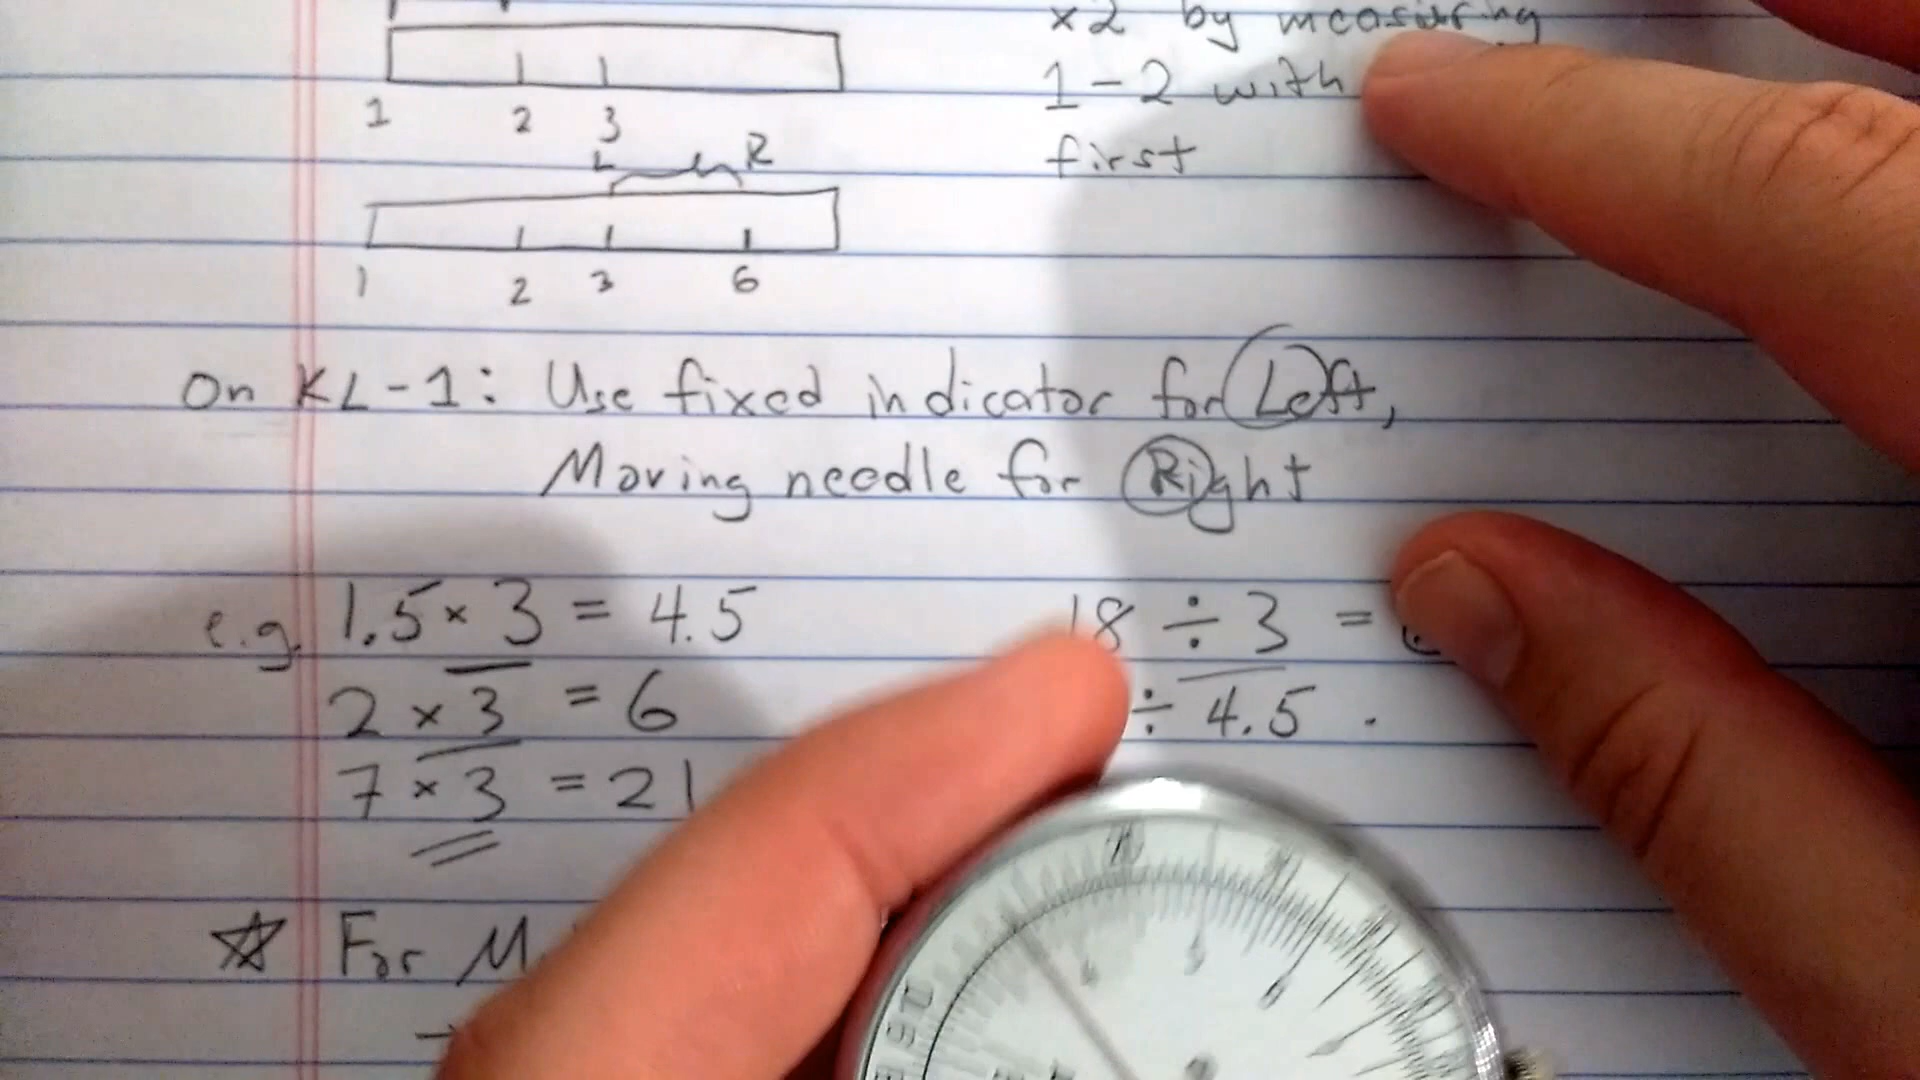 x2 by measuring
1-2 with
first
1 2 3
L R
1 2 3 6
On KL-1: Use fixed indicator for Left,
Moving needle for Right
e.g. 1.5 × 3 = 4.5
2 × 3 = 6
7 × 3 = 21
18 ÷ 3 =
÷ 4.5
☆ For